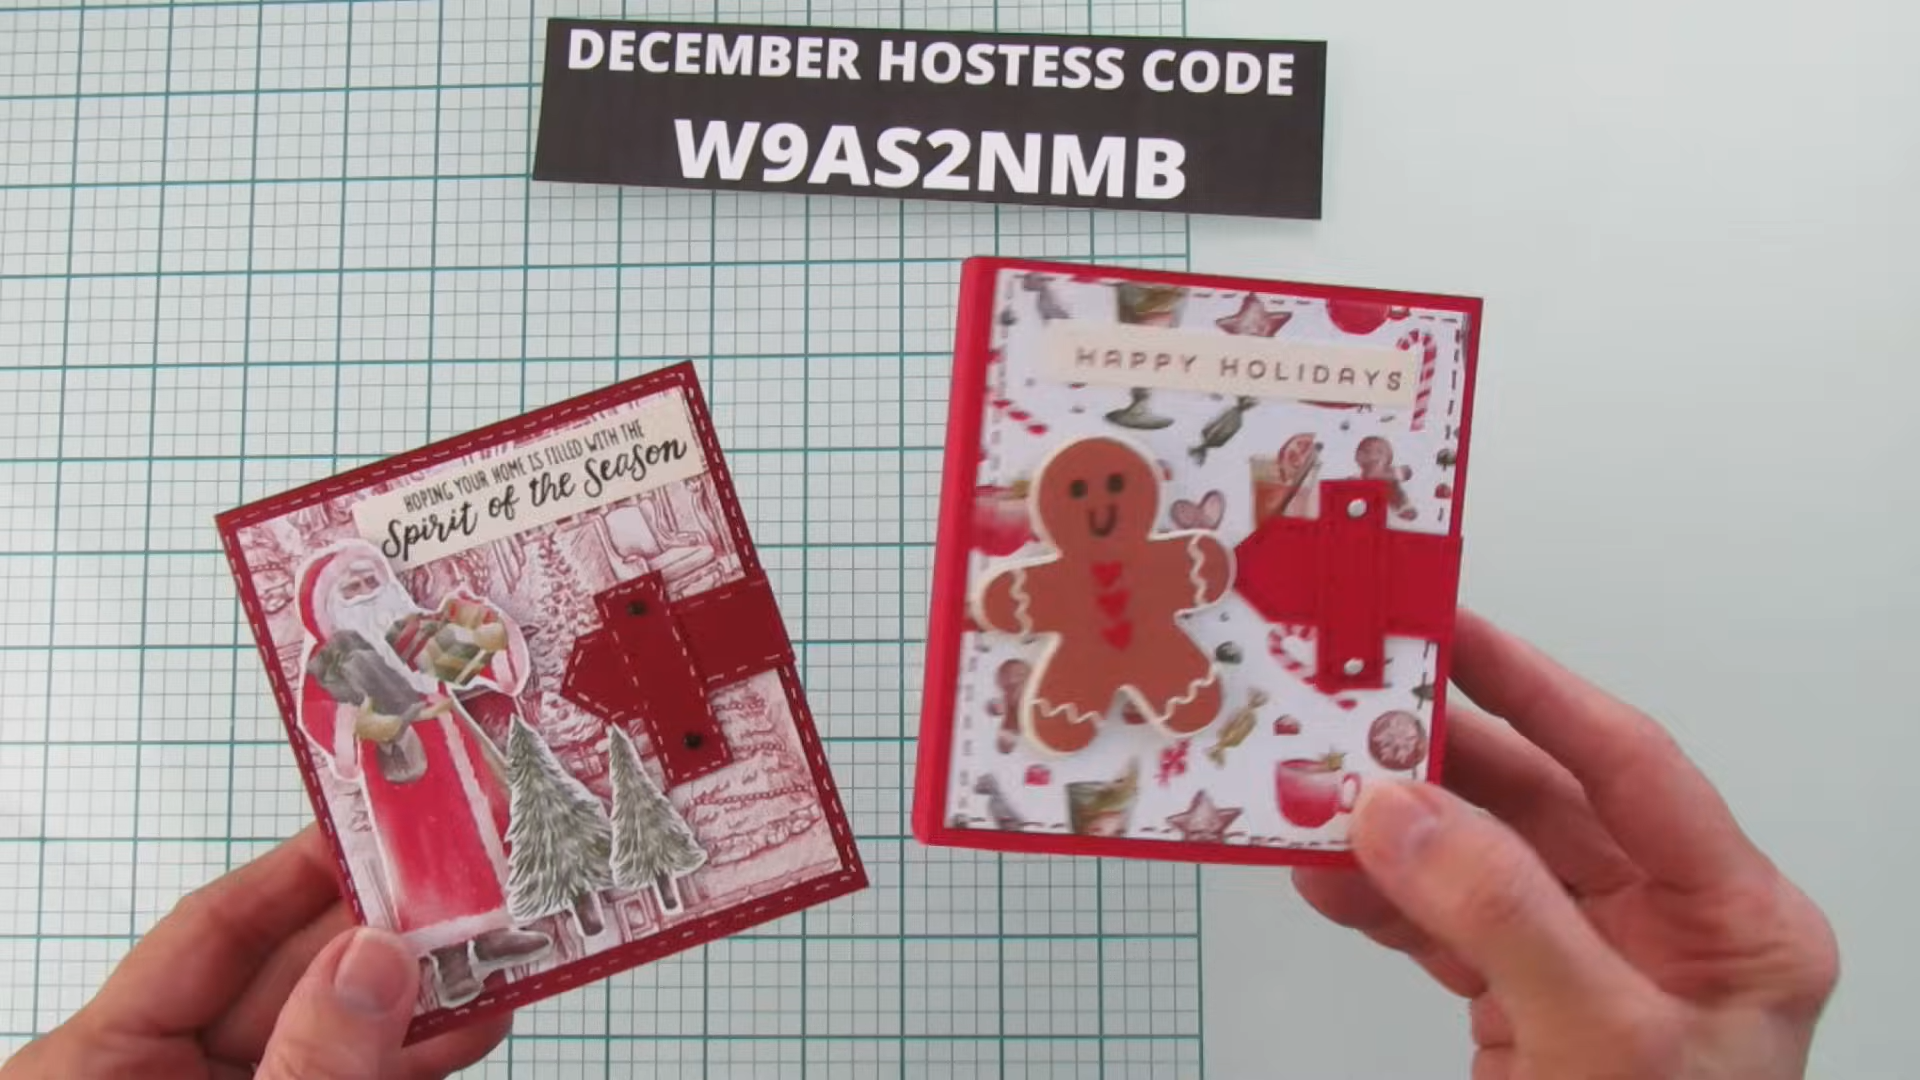 DECEMBER HOSTESS CODE
W9AS2NMB
HOPING YOUR HOME IS FILLED WITH THE
Spirit of the Season
HAPPY HOLIDAYS